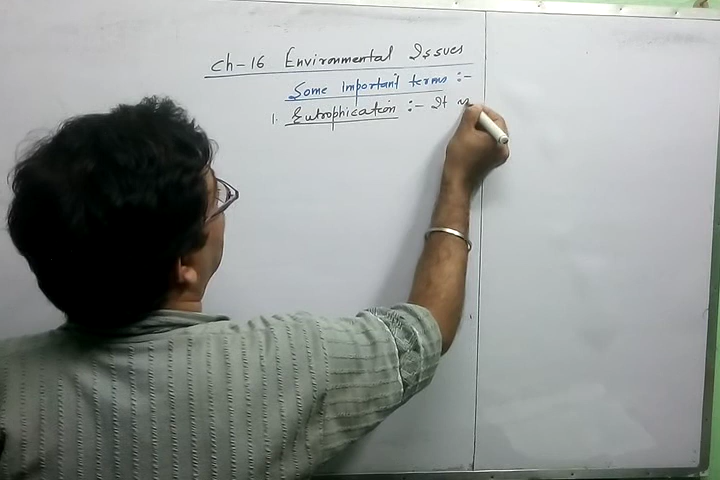 Ch-16 Environmental Issues
Some important terms :-
1. Eutrophication :- It